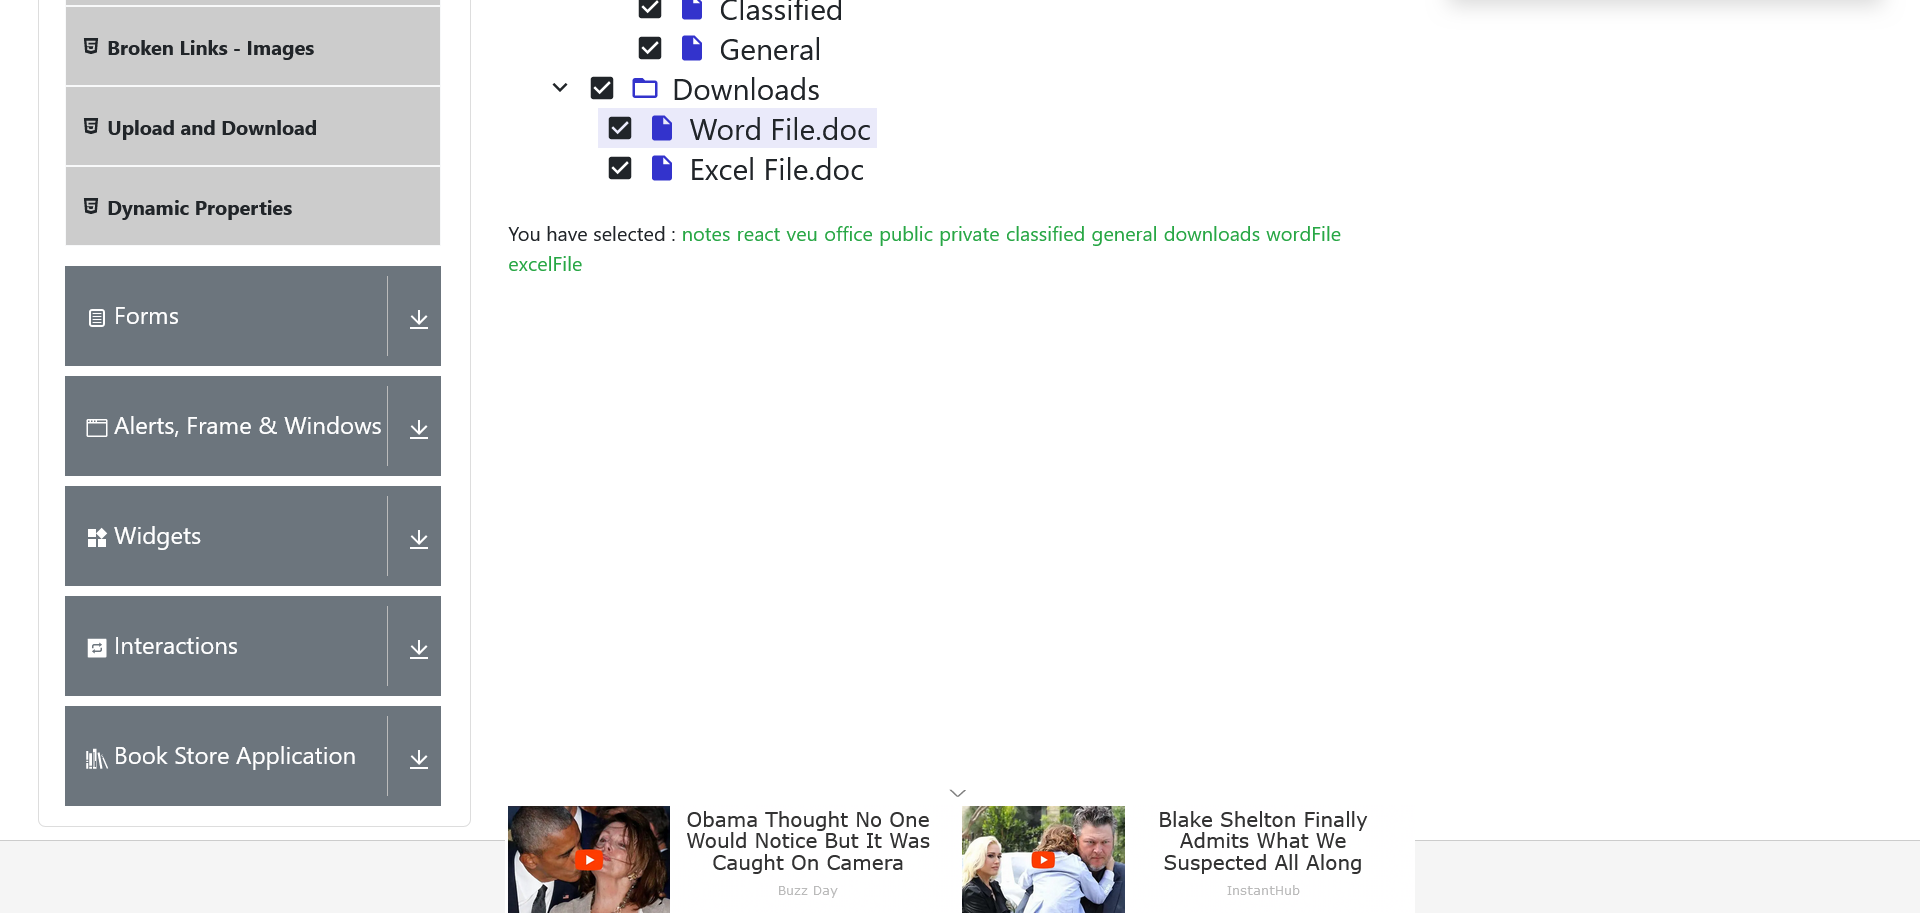 Classified
Broken Links - Images
General
Downloads
Upload and Download
Word File.doc
Excel File.doc
Dynamic Properties
You have selected : notes react veu office public private classified general downloads wordFile
excelFile
Forms
Alerts, Frame & Windows
Widgets
Interactions
Book Store Application
Obama Thought No One
Would Notice But It Was
Caught On Camera
Buzz Day
Blake Shelton Finally
Admits What We
Suspected All Along
InstantHub